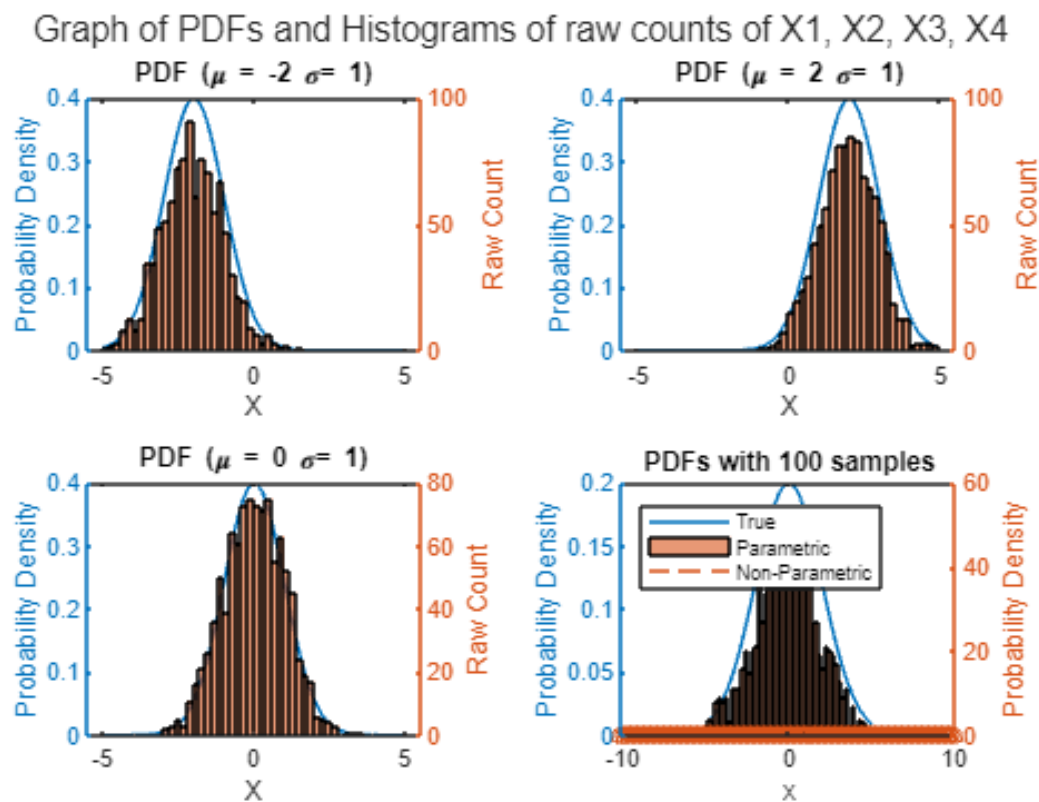 Graph of PDFs and Histograms of raw counts of X1, X2, X3, X4
PDF (μ = -2 σ= 1)
Probability Density
0.4
0.3
0.2
0.1
0
100
50
0
Raw Count
-5
0
5
X
PDF (μ = 2 σ= 1)
Probability Density
0.4
0.3
0.2
0.1
0
100
50
0
Raw Count
-5
0
5
X
PDF (μ = 0 σ= 1)
Probability Density
0.4
0.3
0.2
0.1
0
80
60
40
20
0
Raw Count
-5
0
5
X
PDFs with 100 samples
Probability Density
0.2
0.15
0.1
0.05
0
True
Parametric
Non-Parametric
60
40
20
0
Probability Density
-10
0
10
x